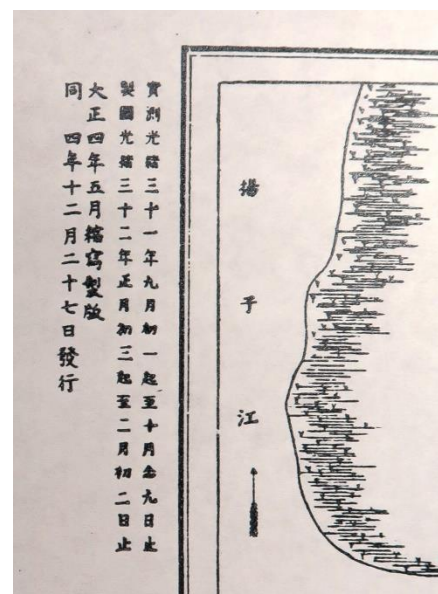 實測光緒三十一年九月初一起至十月念九日止
製圖光緒三十二年正月初三起至二月初二日止
大正四年五月縮寫製版
同 四年十二月二十七日發行
揚子江